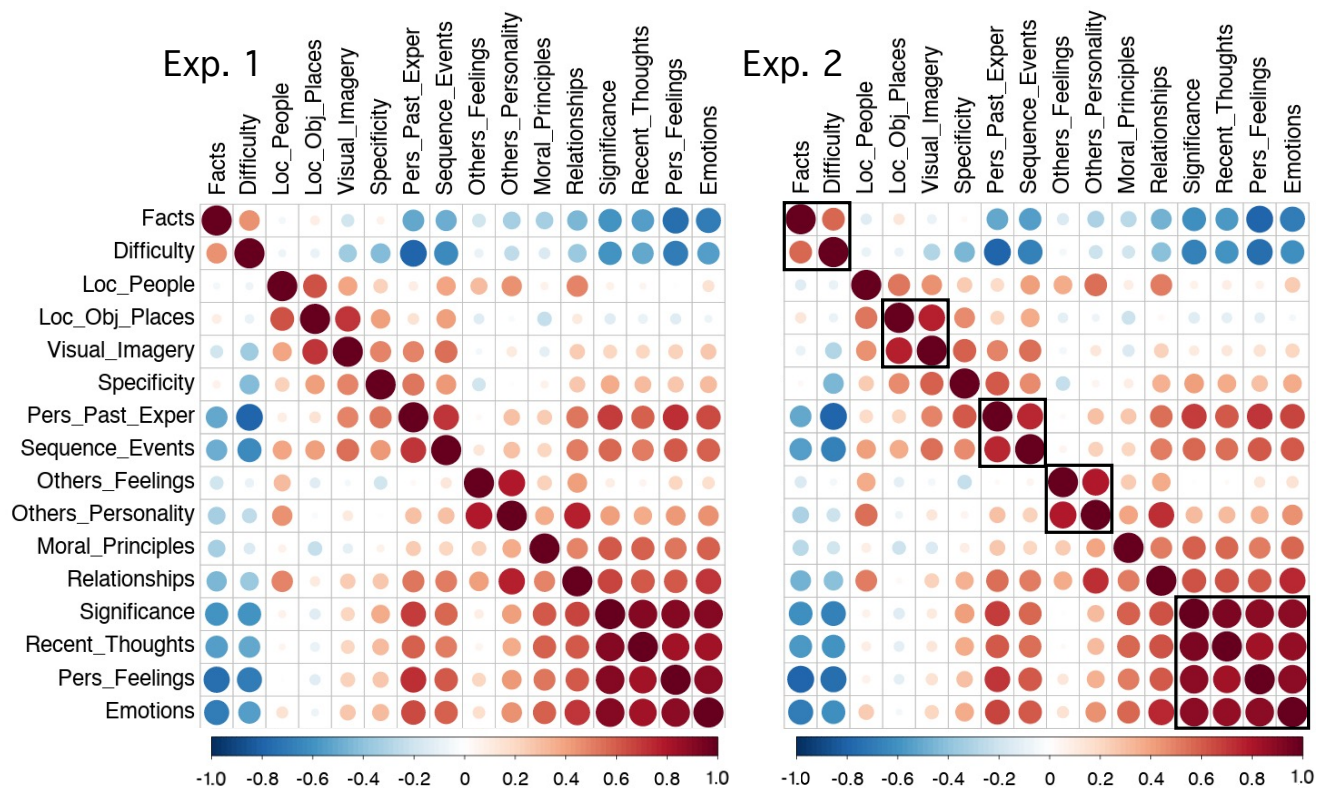 Exp. 1
Facts
Difficulty
Loc_People
Loc_Obj_Places
Visual_Imagery
Specificity
Pers_Past_Exper
Sequence_Events
Others_Feelings
Others_Personality
Moral_Principles
Relationships
Significance
Recent_Thoughts
Pers_Feelings
Emotions
Facts
Difficulty
Loc_People
Loc_Obj_Places
Visual_Imagery
Specificity
Pers_Past_Exper
Sequence_Events
Others_Feelings
Others_Personality
Moral_Principles
Relationships
Significance
Recent_Thoughts
Pers_Feelings
Emotions
-1.0 -0.8 -0.6 -0.4 -0.2 0 0.2 0.4 0.6 0.8 1.0
Exp. 2
Facts
Difficulty
Loc_People
Loc_Obj_Places
Visual_Imagery
Specificity
Pers_Past_Exper
Sequence_Events
Others_Feelings
Others_Personality
Moral_Principles
Relationships
Significance
Recent_Thoughts
Pers_Feelings
Emotions
-1.0 -0.8 -0.6 -0.4 -0.2 0 0.2 0.4 0.6 0.8 1.0